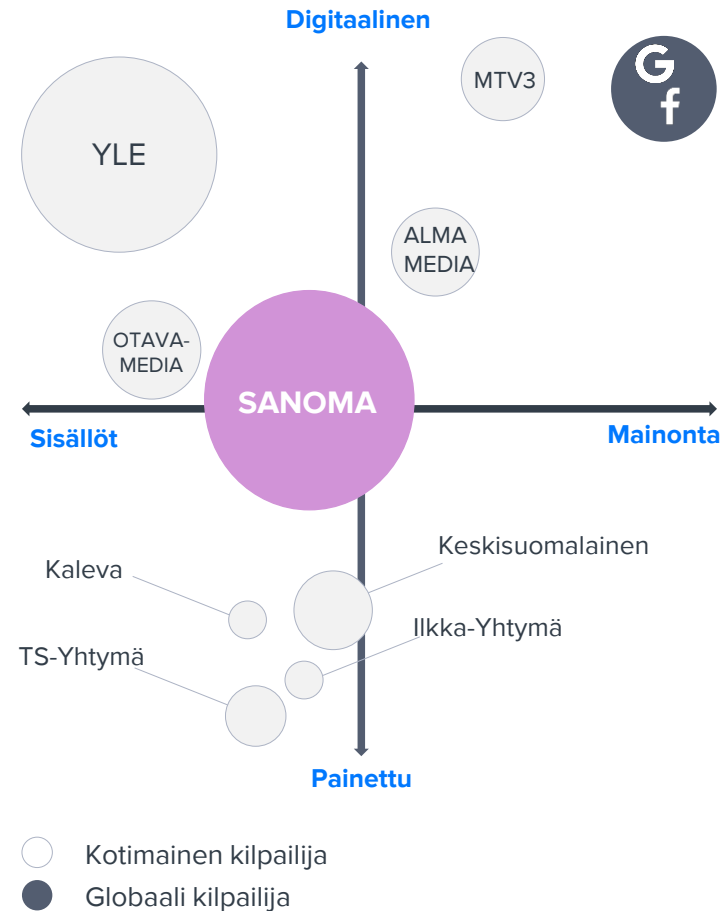 Digitaalinen
MTV3
G
f
YLE
ALMA
MEDIA
OTAVA-
MEDIA
SANOMA
Sisällöt
Mainonta
Keskisuomalainen
Kaleva
Ilkka-Yhtymä
TS-Yhtymä
Painettu
Kotimainen kilpailija
Globaali kilpailija